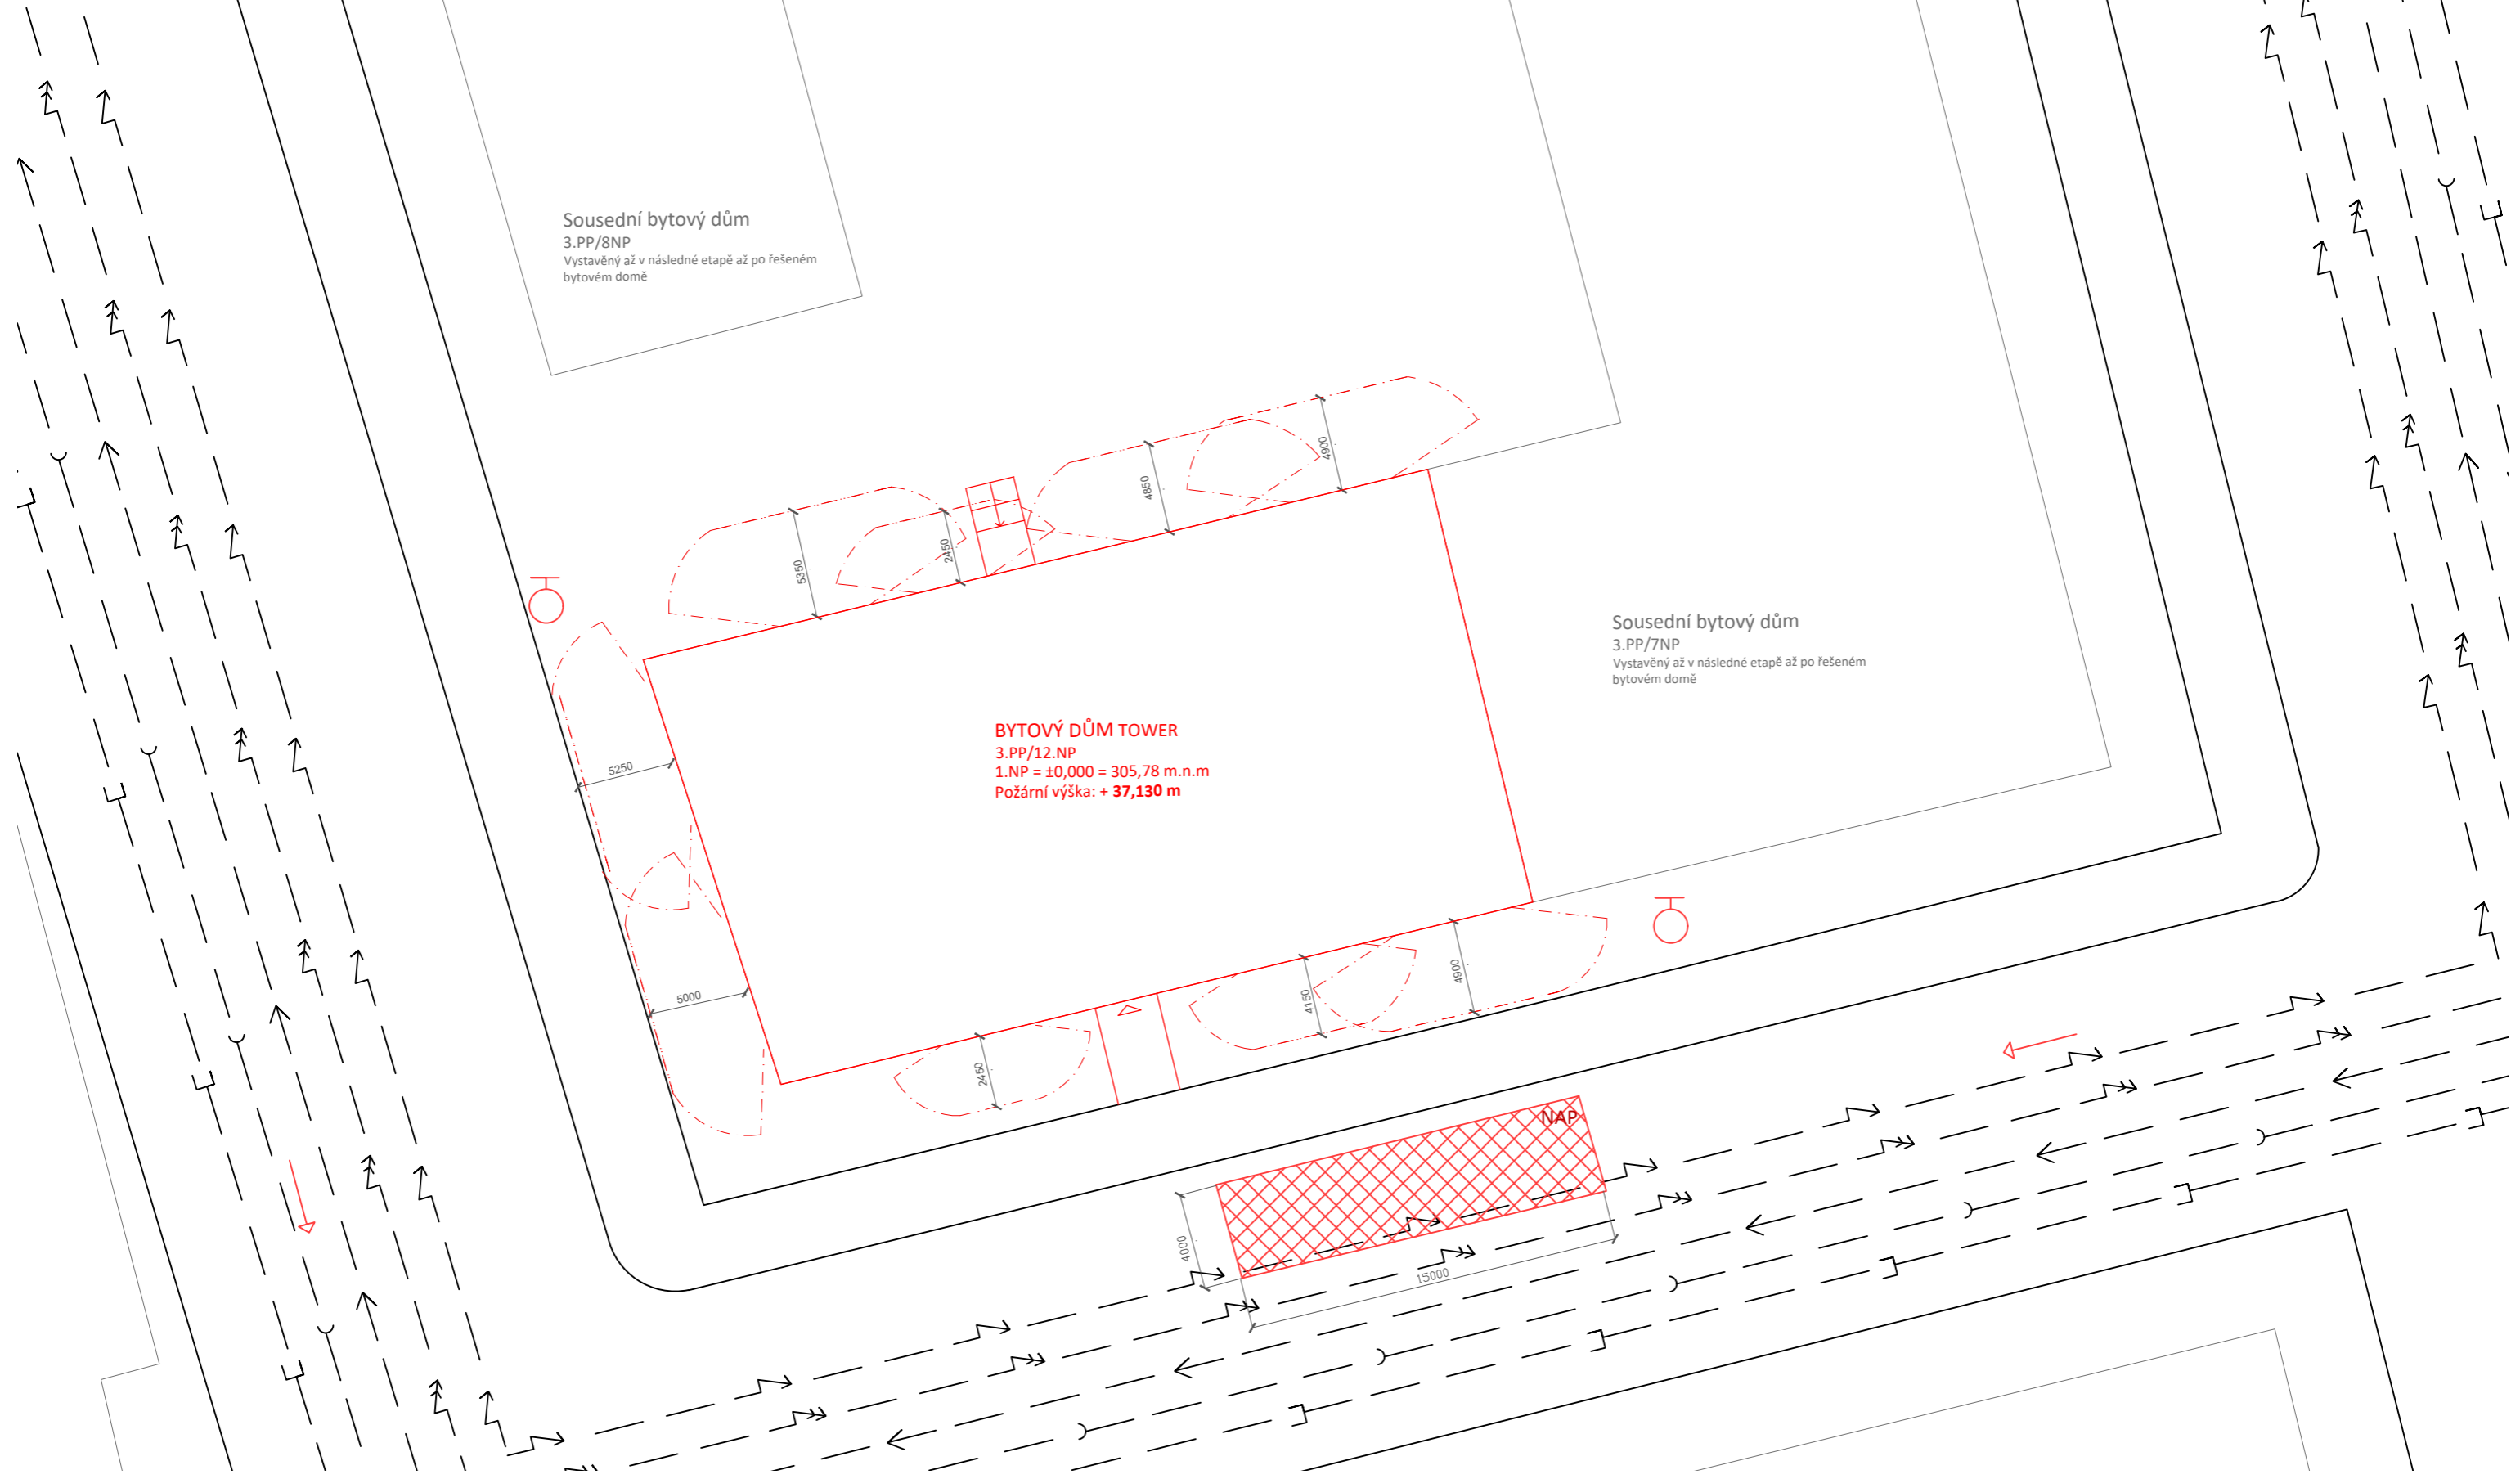 Sousední bytový dům
3.PP/8NP
Vystavěný až v následné etapě až po řešeném
bytovém domě
4900
4850
5350
2450
Sousední bytový dům
3.PP/7NP
Vystavěný až v následné etapě až po řešeném
bytovém domě
BYTOVÝ DŮM TOWER
3.PP/12.NP
1.NP = ±0,000 = 305,78 m.n.m
Požární výška: + 37,130 m
5250
5000
4900
4150
2450
NAP
4000
15000